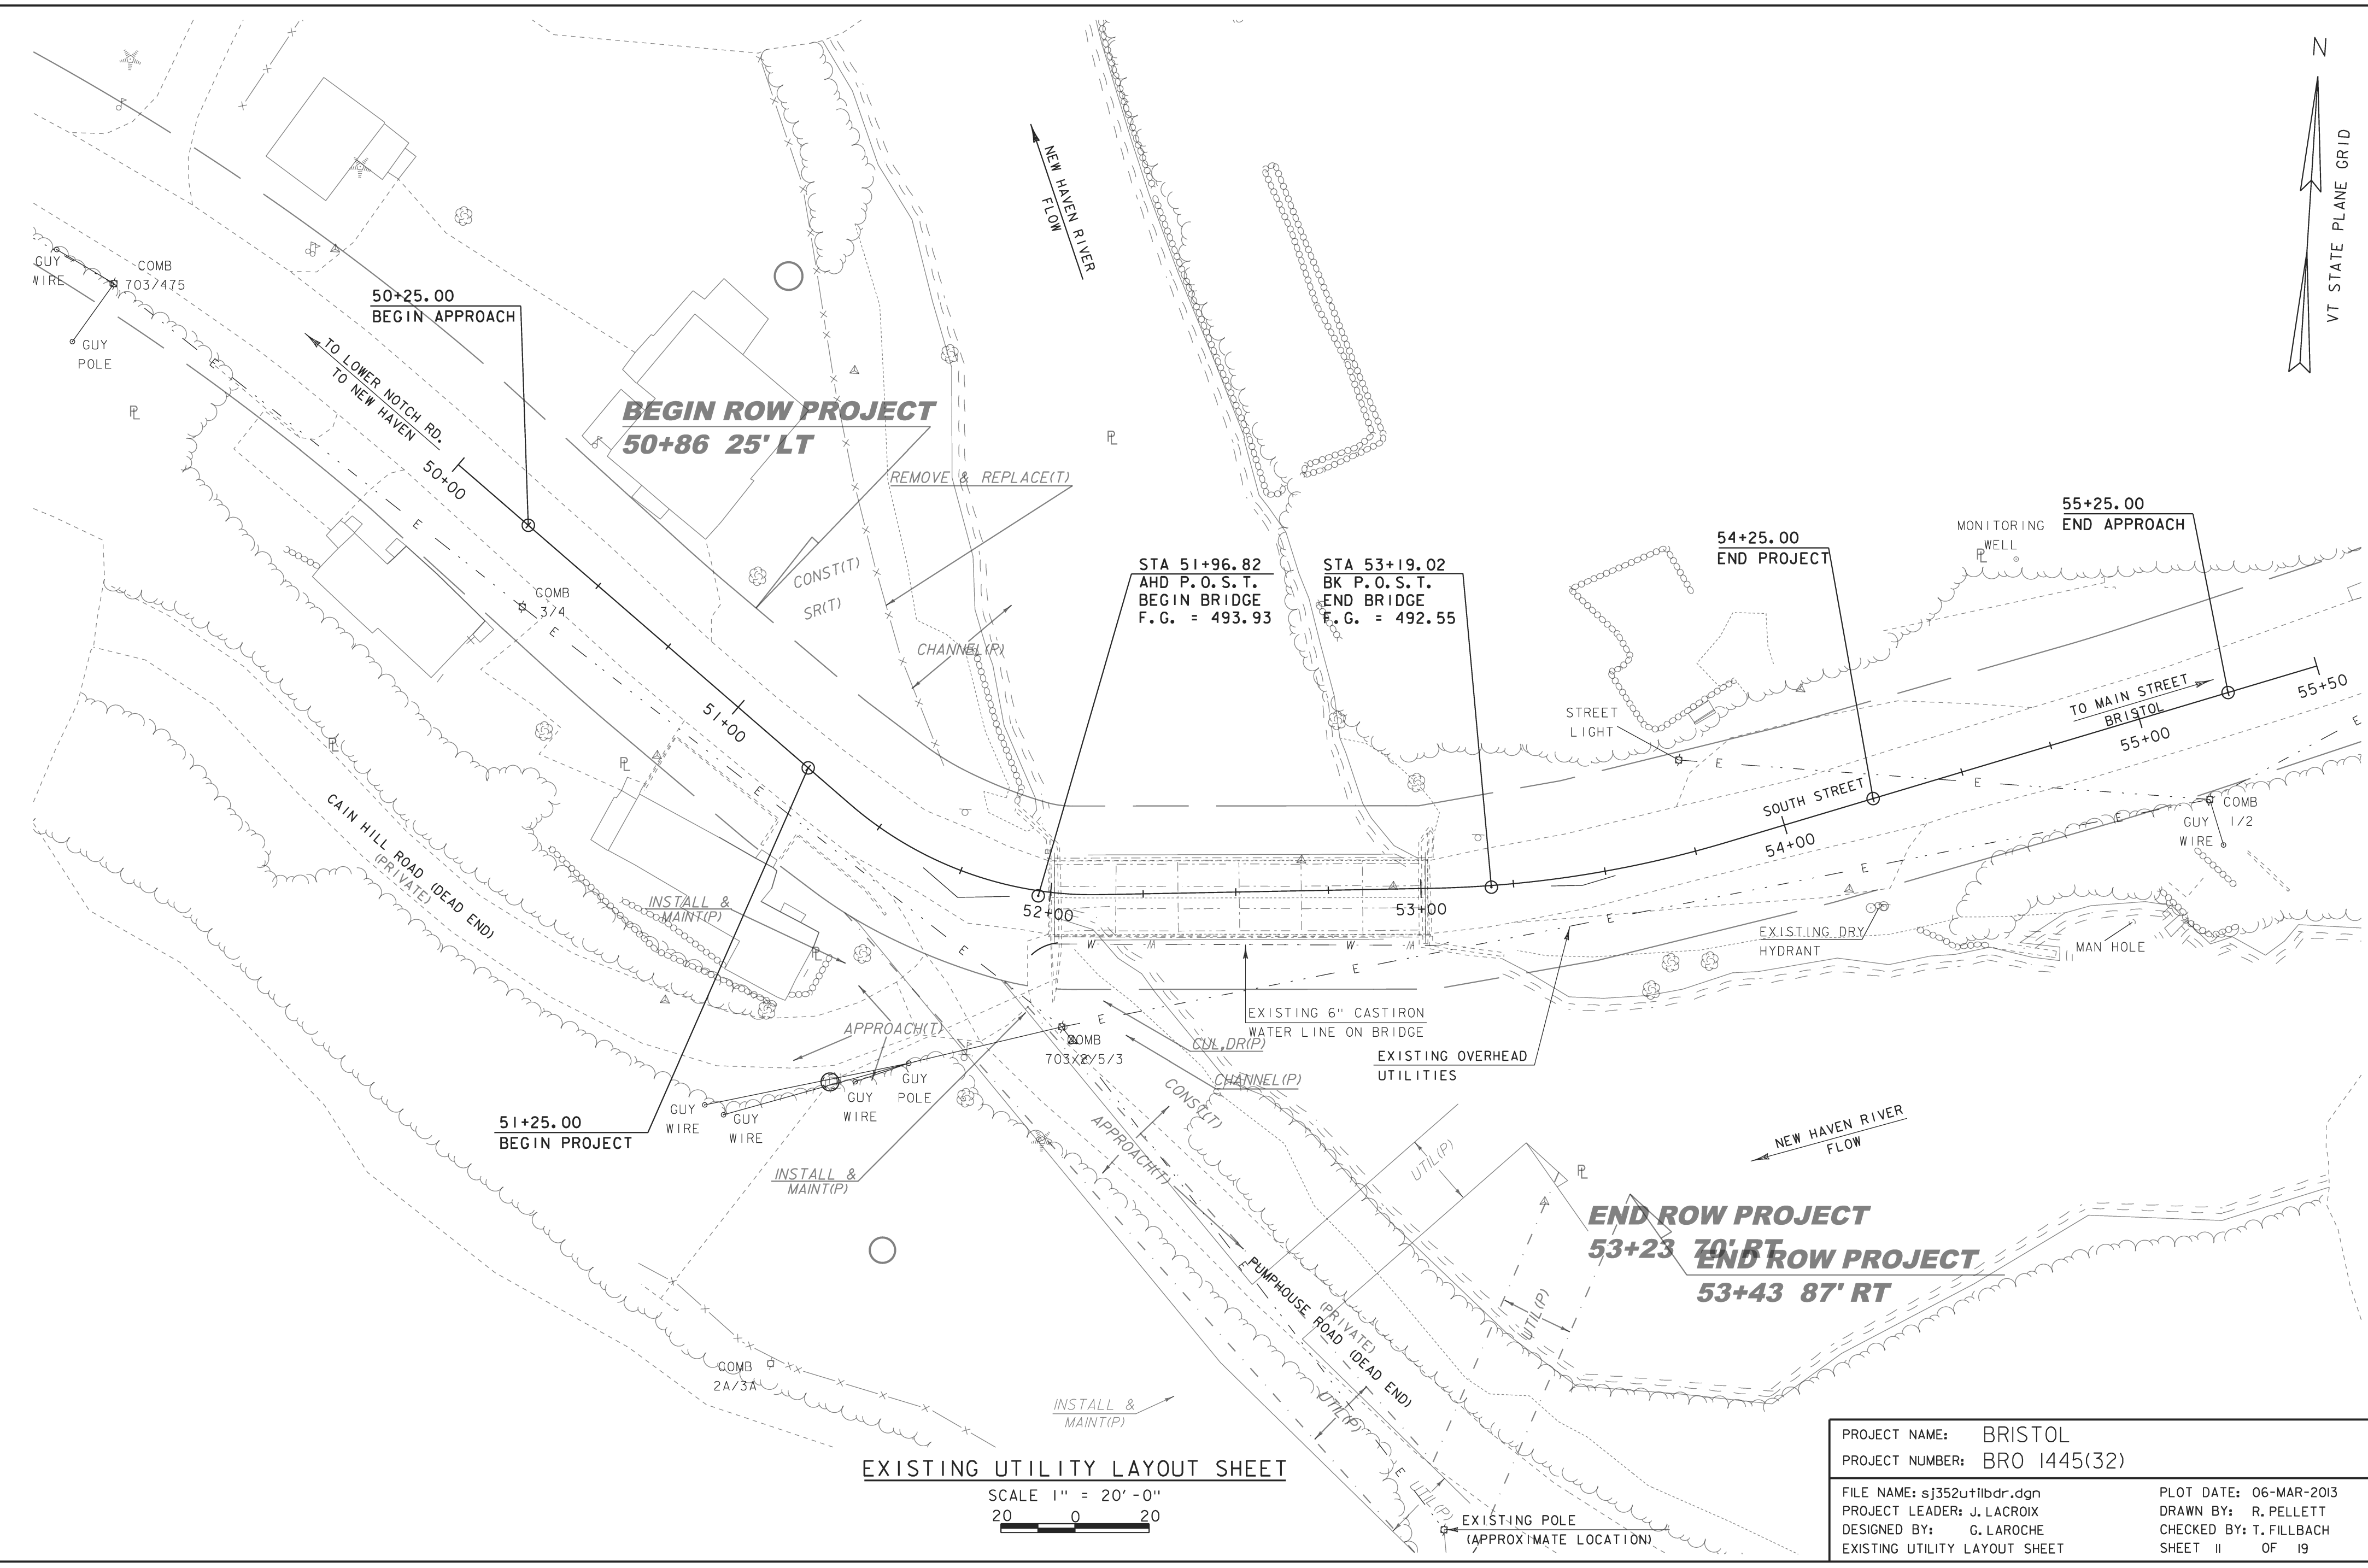 N
VT STATE PLANE GRID
NEW HAVEN RIVER
FLOW
GUY
WIRE
COMB
703/475
GUY
POLE
50+25.00
BEGIN APPROACH
TO LOWER NOTCH RD.
TO NEW HAVEN
50+00
E
E
E
E
E
BEGIN ROW PROJECT
50+86 25' LT
REMOVE & REPLACE(T)
CONST(T)
SR(T)
CHANNEL(P)
COMB
3/4
51+00
STA 51+96.82
AHD P.O.S.T.
BEGIN BRIDGE
F.G. = 493.93
STA 53+19.02
BK P.O.S.T.
END BRIDGE
F.G. = 492.55
54+25.00
END PROJECT
MONITORING
WELL
55+25.00
END APPROACH
STREET
LIGHT
TO MAIN STREET
BRISTOL
55+50
55+00
SOUTH STREET
54+00
E
E
E
E
E
E
E
COMB
1/2
GUY
WIRE
MAN HOLE
EXISTING DRY
HYDRANT
52+00
53+00
W
W
W
W
CAIN HILL ROAD (DEAD END)
(PRIVATE)
INSTALL &
MAINT(P)
APPROACH(T)
EXISTING 6" CASTIRON
WATER LINE ON BRIDGE
EXISTING OVERHEAD
UTILITIES
E
COMB
703/2/5/3
CUL,DR(P)
CHANNEL(P)
CONST(T)
APPROACH(T)
GUY
POLE
GUY
WIRE
GUY
WIRE
GUY
WIRE
51+25.00
BEGIN PROJECT
INSTALL &
MAINT(P)
NEW HAVEN RIVER
FLOW
UTIL(P)
END ROW PROJECT
53+23 70' RT
END ROW PROJECT
53+43 87' RT
UTIL(P)
E
PUMPHOUSE ROAD (DEAD END)
(PRIVATE)
UTIL(P)
COMB
2A/3A
INSTALL &
MAINT(P)
E
UTIL(P)
EXISTING POLE
(APPROXIMATE LOCATION)
EXISTING UTILITY LAYOUT SHEET
SCALE 1" = 20'-0"
20 0 20
PROJECT NAME: BRISTOL
PROJECT NUMBER: BRO 1445(32)
FILE NAME: sj352utilbdr.dgn PLOT DATE: 06-MAR-2013
PROJECT LEADER: J. LACROIX DRAWN BY: R. PELLETT
DESIGNED BY: G. LAROCHE CHECKED BY: T. FILLBACH
EXISTING UTILITY LAYOUT SHEET SHEET 11 OF 19